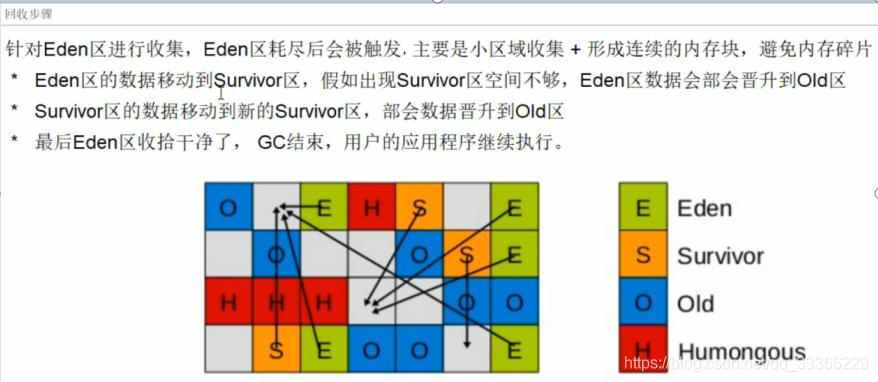 回收步骤
针对Eden区进行收集，Eden区耗尽后会被触发，主要是小区域收集 + 形成连续的内存块，避免内存碎片
* Eden区的数据移动到Survivor区，假如出现Survivor区空间不够，Eden区数据会部会晋升到Old区
* Survivor区的数据移动到新的Survivor区，部会数据晋升到Old区
* 最后Eden区收拾干净了， GC结束，用户的应用程序继续执行。
O E H S E E Eden
O O S E S Survivor
H H H O O O Old
S E O O E H Humongous
https://blog.csdn.net/qq_33366229